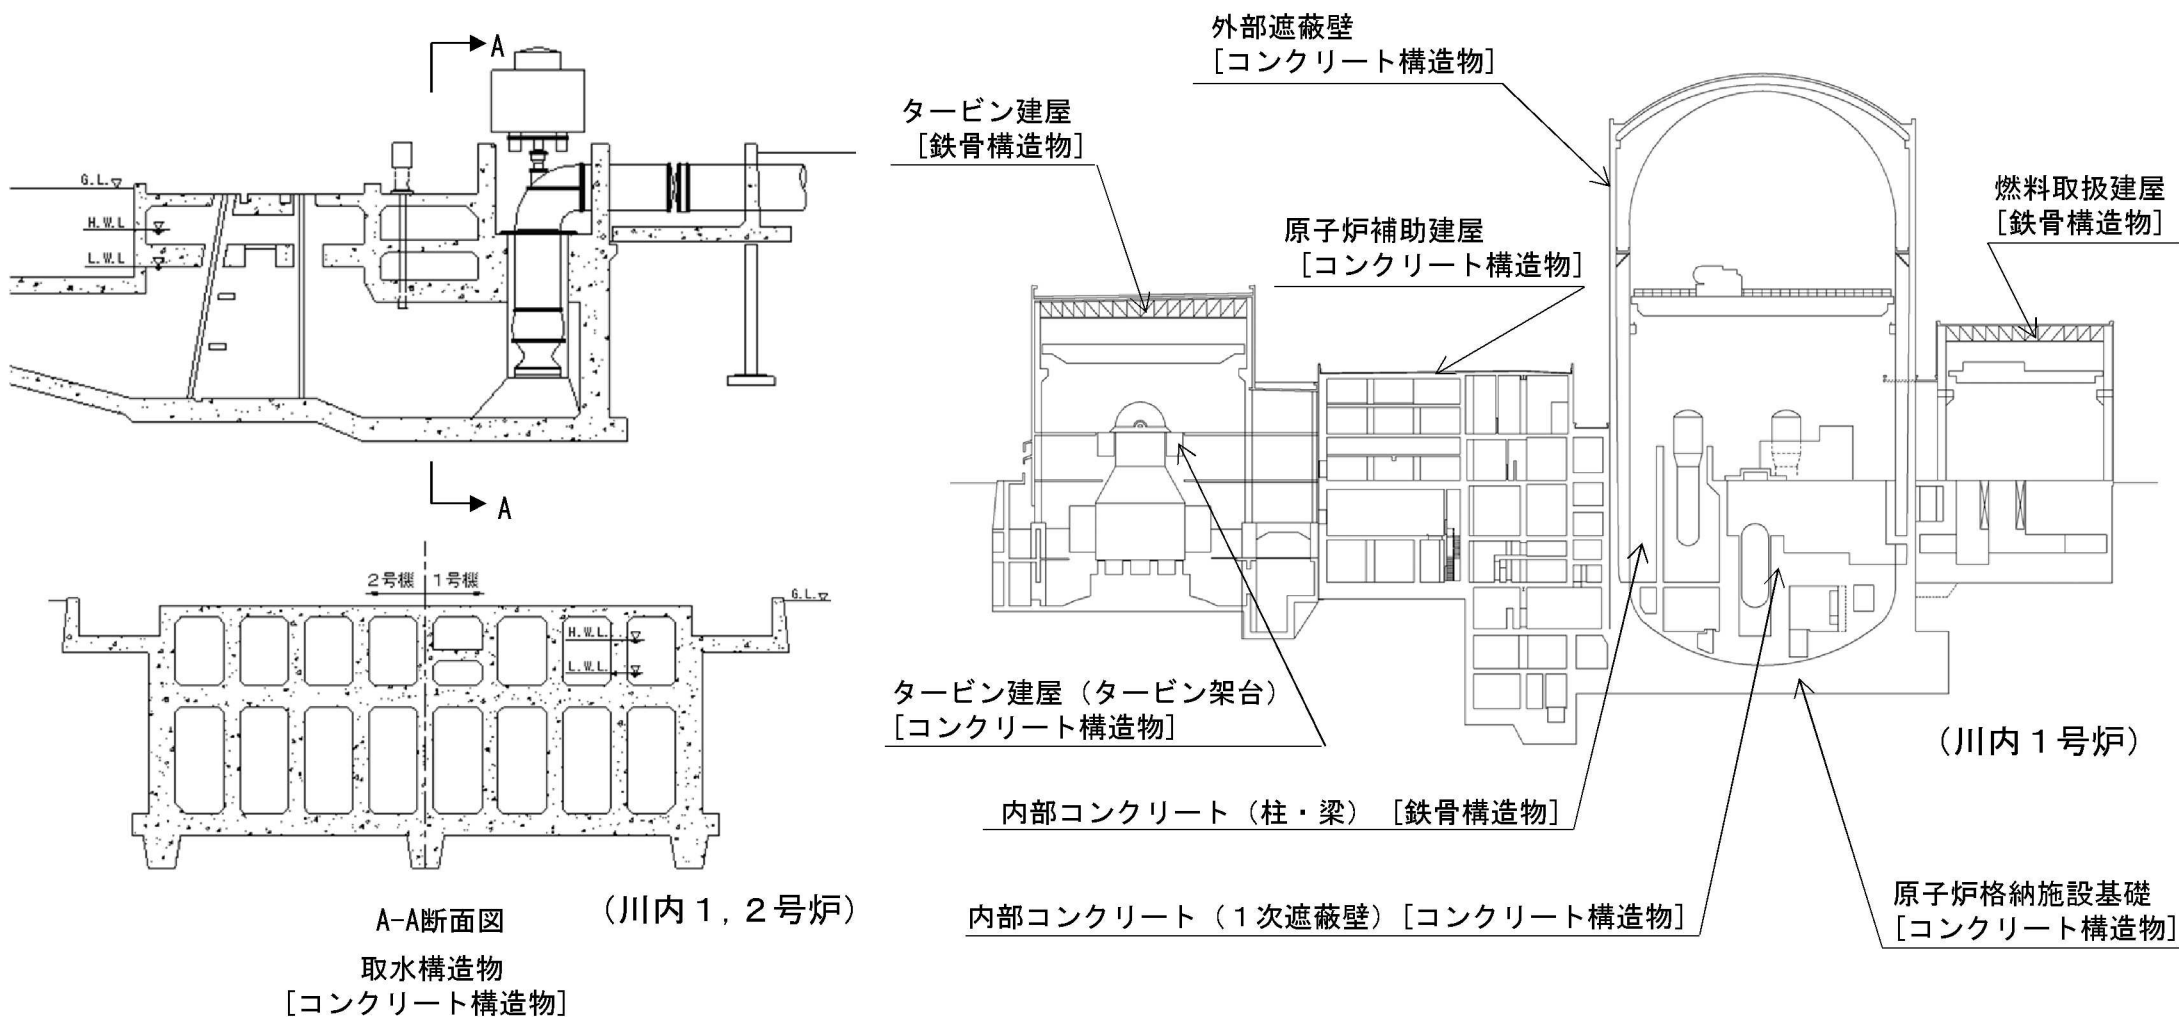 A
G.L.
H.W.L
L.W.L
A
2号機 1号機
G.L.
H.W.L.
L.W.L.
A-A断面図
(川内1,2号炉)
取水構造物
[コンクリート構造物]
外部遮蔽壁
[コンクリート構造物]
タービン建屋
[鉄骨構造物]
原子炉補助建屋
[コンクリート構造物]
燃料取扱建屋
[鉄骨構造物]
タービン建屋(タービン架台)
[コンクリート構造物]
(川内1号炉)
内部コンクリート(柱・梁) [鉄骨構造物]
内部コンクリート(1次遮蔽壁)[コンクリート構造物]
原子炉格納施設基礎
[コンクリート構造物]